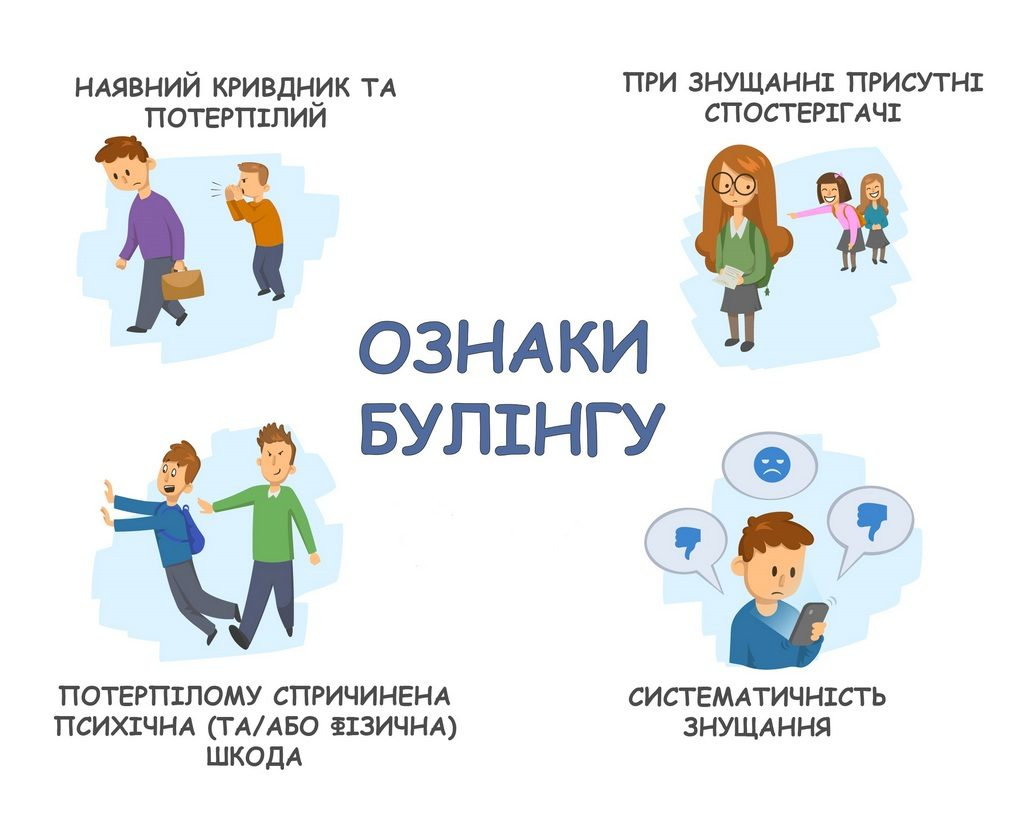 НАЯВНИЙ КРИВДНИК ТА
ПОТЕРПІЛИЙ
ПРИ ЗНУЩАННІ ПРИСУТНІ
СПОСТЕРІГАЧІ
ОЗНАКИ
БУЛІНГУ
ПОТЕРПІЛОМУ СПРИЧИНЕНА
ПСИХІЧНА (ТА/АБО ФІЗИЧНА)
ШКОДА
СИСТЕМАТИЧНІСТЬ
ЗНУЩАННЯ